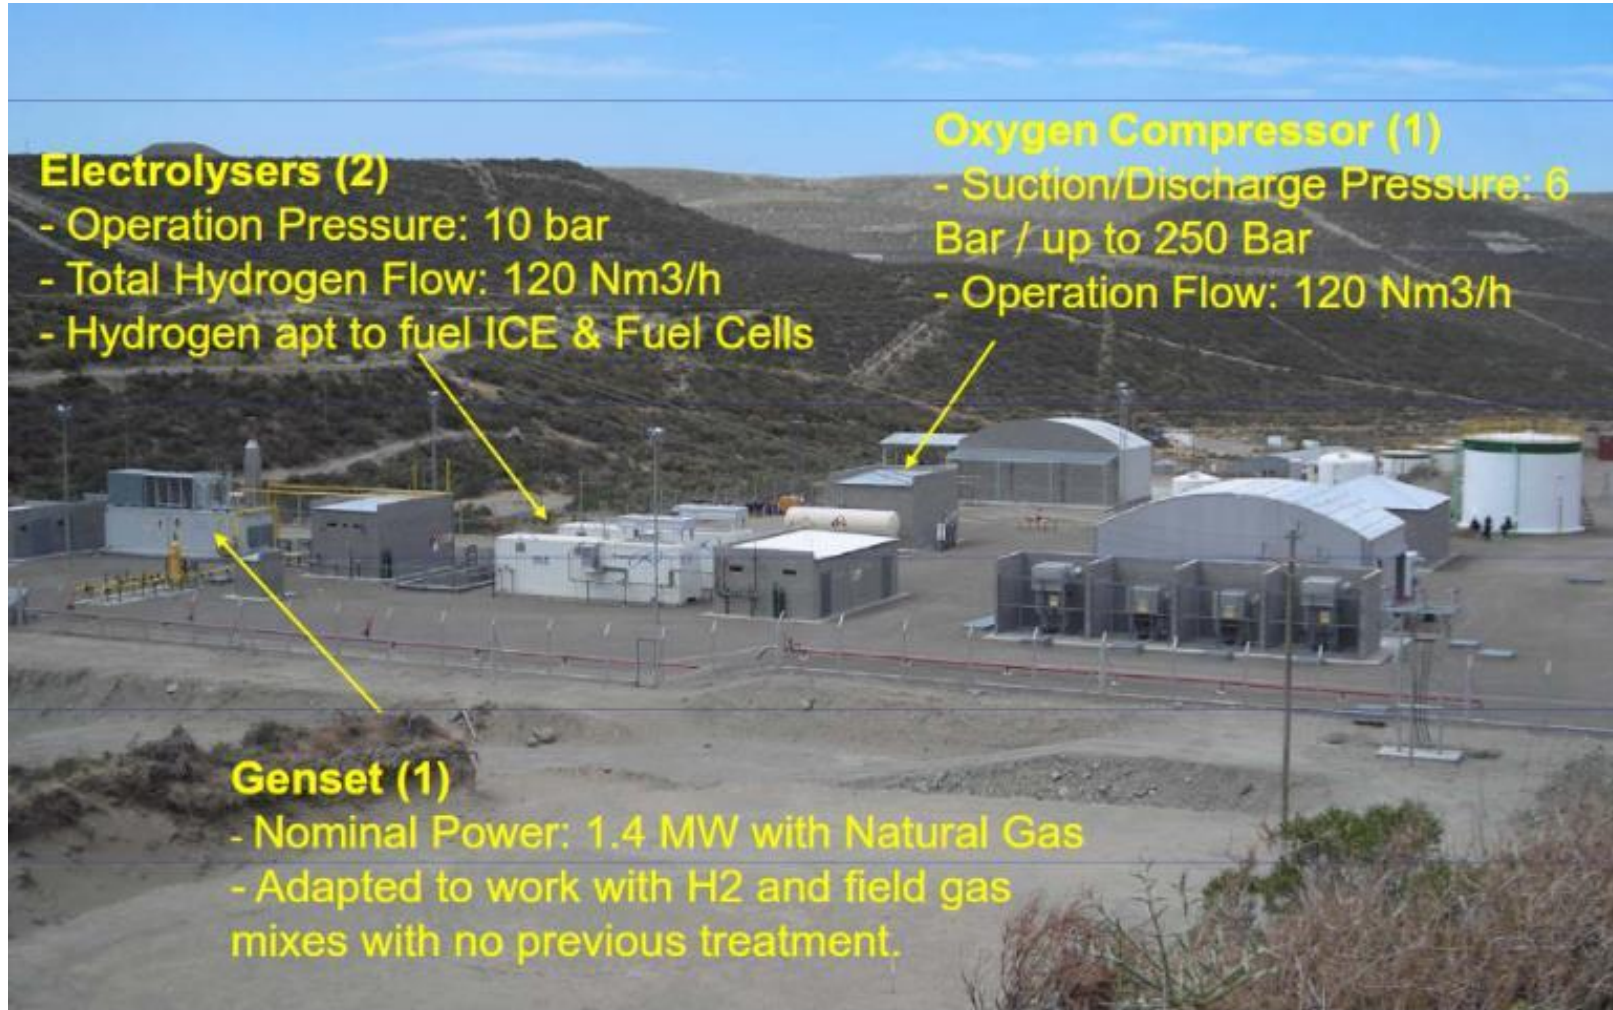 Electrolysers (2)
- Operation Pressure: 10 bar
- Total Hydrogen Flow: 120 Nm3/h
- Hydrogen apt to fuel ICE & Fuel Cells
Oxygen Compressor (1)
- Suction/Discharge Pressure: 6
Bar / up to 250 Bar
- Operation Flow: 120 Nm3/h
Genset (1)
- Nominal Power: 1.4 MW with Natural Gas
- Adapted to work with H2 and field gas
mixes with no previous treatment.